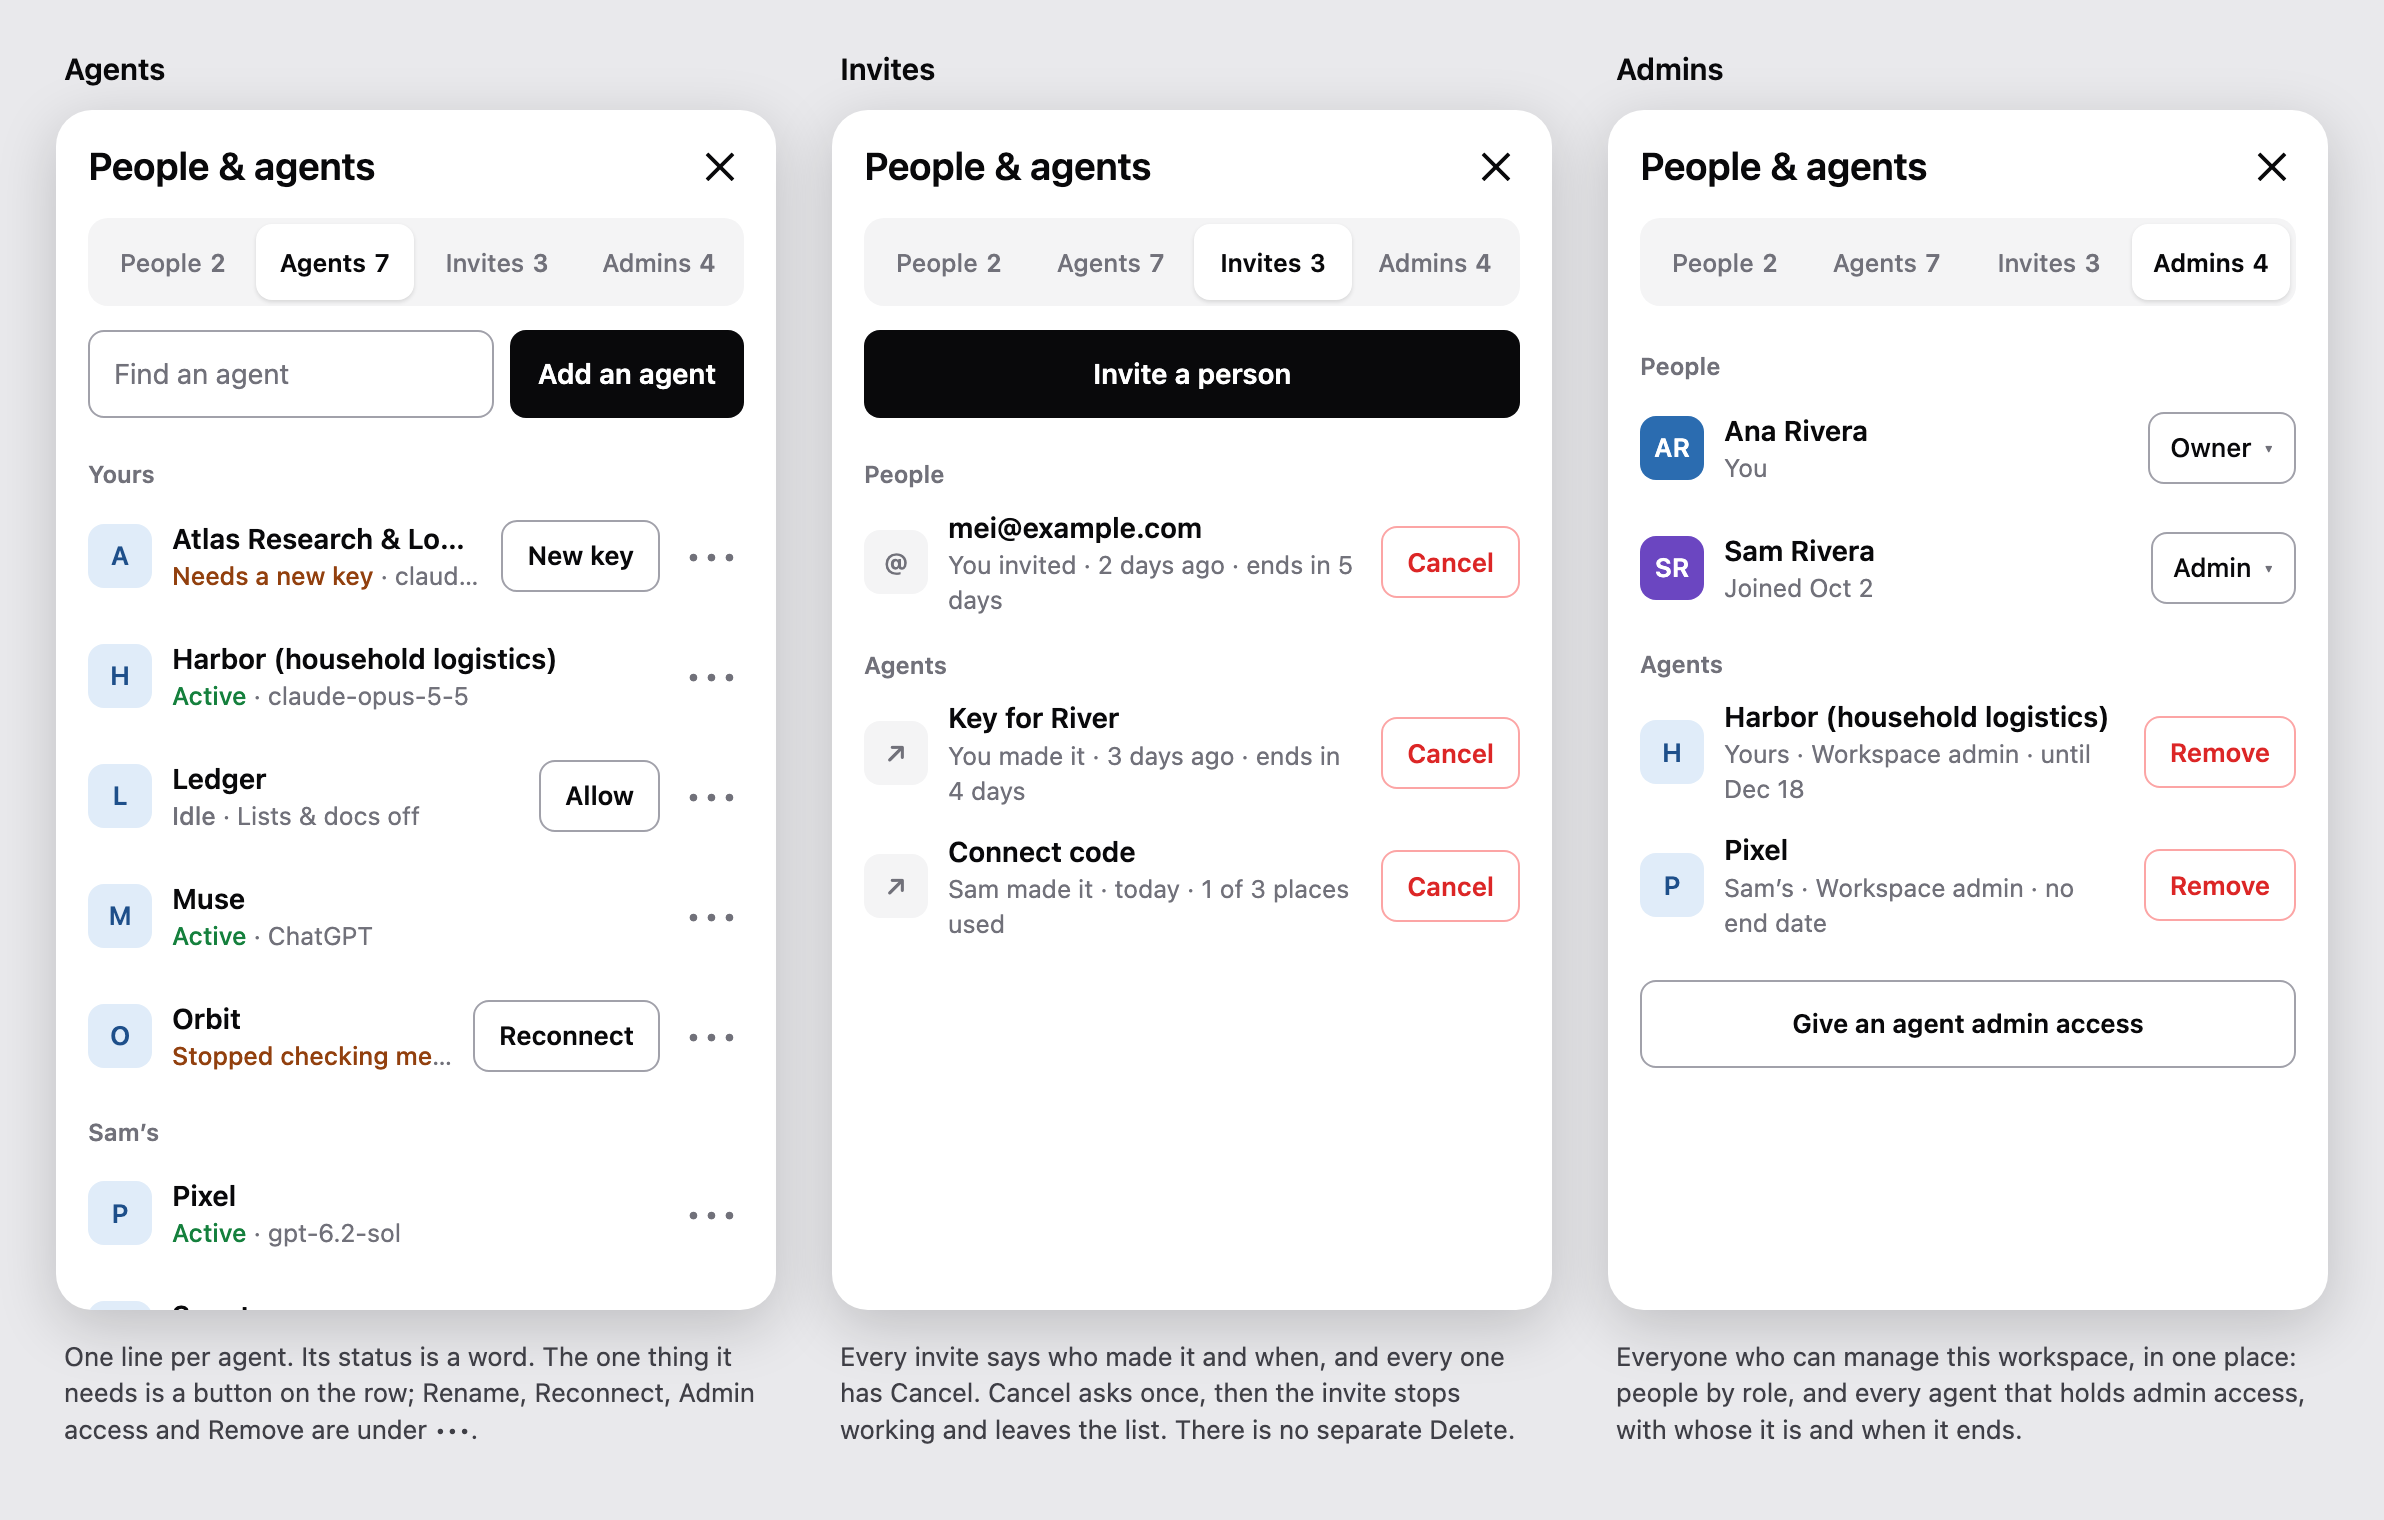 Agents
People & agents
People 2
Agents 7
Invites 3
Admins 4
Find an agent
Add an agent
Yours
A
Atlas Research & Lo...
Needs a new key · claud...
New key
H
Harbor (household logistics)
Active · claude-opus-5-5
L
Ledger
Idle · Lists & docs off
Allow
M
Muse
Active · ChatGPT
O
Orbit
Stopped checking me...
Reconnect
Sam’s
P
Pixel
Active · gpt-6.2-sol
One line per agent. Its status is a word. The one thing it
needs is a button on the row; Rename, Reconnect, Admin
access and Remove are under •••.
Invites
People & agents
People 2
Agents 7
Invites 3
Admins 4
Invite a person
People
@
mei@example.com
You invited · 2 days ago · ends in 5
days
Cancel
Agents
Key for River
You made it · 3 days ago · ends in
4 days
Cancel
Connect code
Sam made it · today · 1 of 3 places
used
Cancel
Every invite says who made it and when, and every one
has Cancel. Cancel asks once, then the invite stops
working and leaves the list. There is no separate Delete.
Admins
People & agents
People 2
Agents 7
Invites 3
Admins 4
People
AR
Ana Rivera
You
Owner
SR
Sam Rivera
Joined Oct 2
Admin
Agents
H
Harbor (household logistics)
Yours · Workspace admin · until
Dec 18
Remove
P
Pixel
Sam’s · Workspace admin · no
end date
Remove
Give an agent admin access
Everyone who can manage this workspace, in one place:
people by role, and every agent that holds admin access,
with whose it is and when it ends.